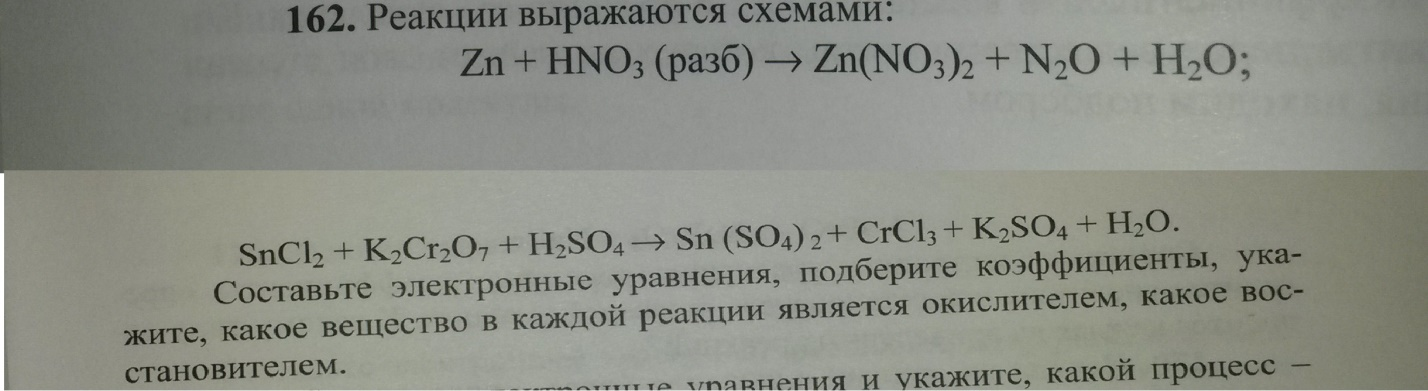 162. Реакции выражаются схемами:
Zn + HNO₃ (разб) → Zn(NO₃)₂ + N₂O + H₂O;
SnCl₂ + K₂Cr₂O₇ + H₂SO₄ → Sn (SO₄) ₂ + CrCl₃ + K₂SO₄ + H₂O.
Составьте электронные уравнения, подберите коэффициенты, ука-
жите, какое вещество в каждой реакции является окислителем, какое вос-
становителем.
уравнения и укажите, какой процесс –